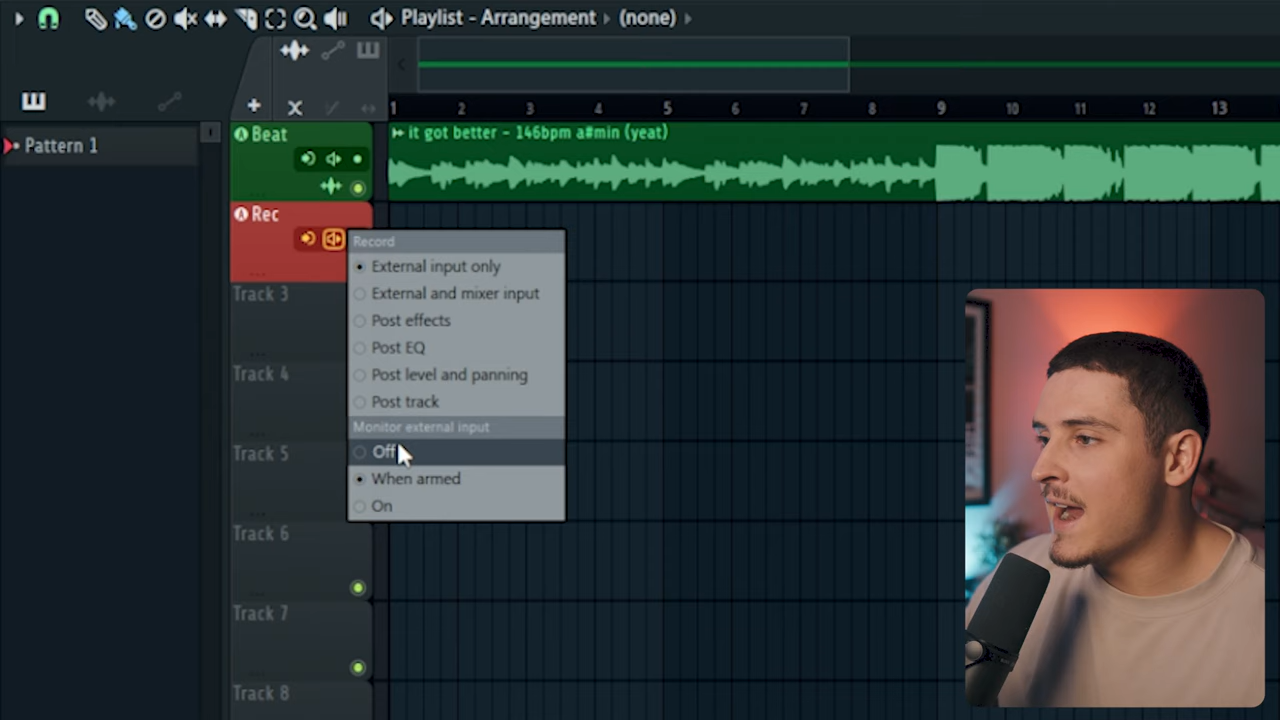 Playlist - Arrangement ▸ (none) ▸
1 2 3 4 5 6 7 8 9 10 11 12 13
Pattern 1
Beat
it got better - 146bpm a#min (yeat)
Rec
Record
External input only
External and mixer input
Post effects
Post EQ
Post level and panning
Post track
Monitor external input
Off
When armed
On
Track 3
Track 4
Track 5
Track 6
Track 7
Track 8